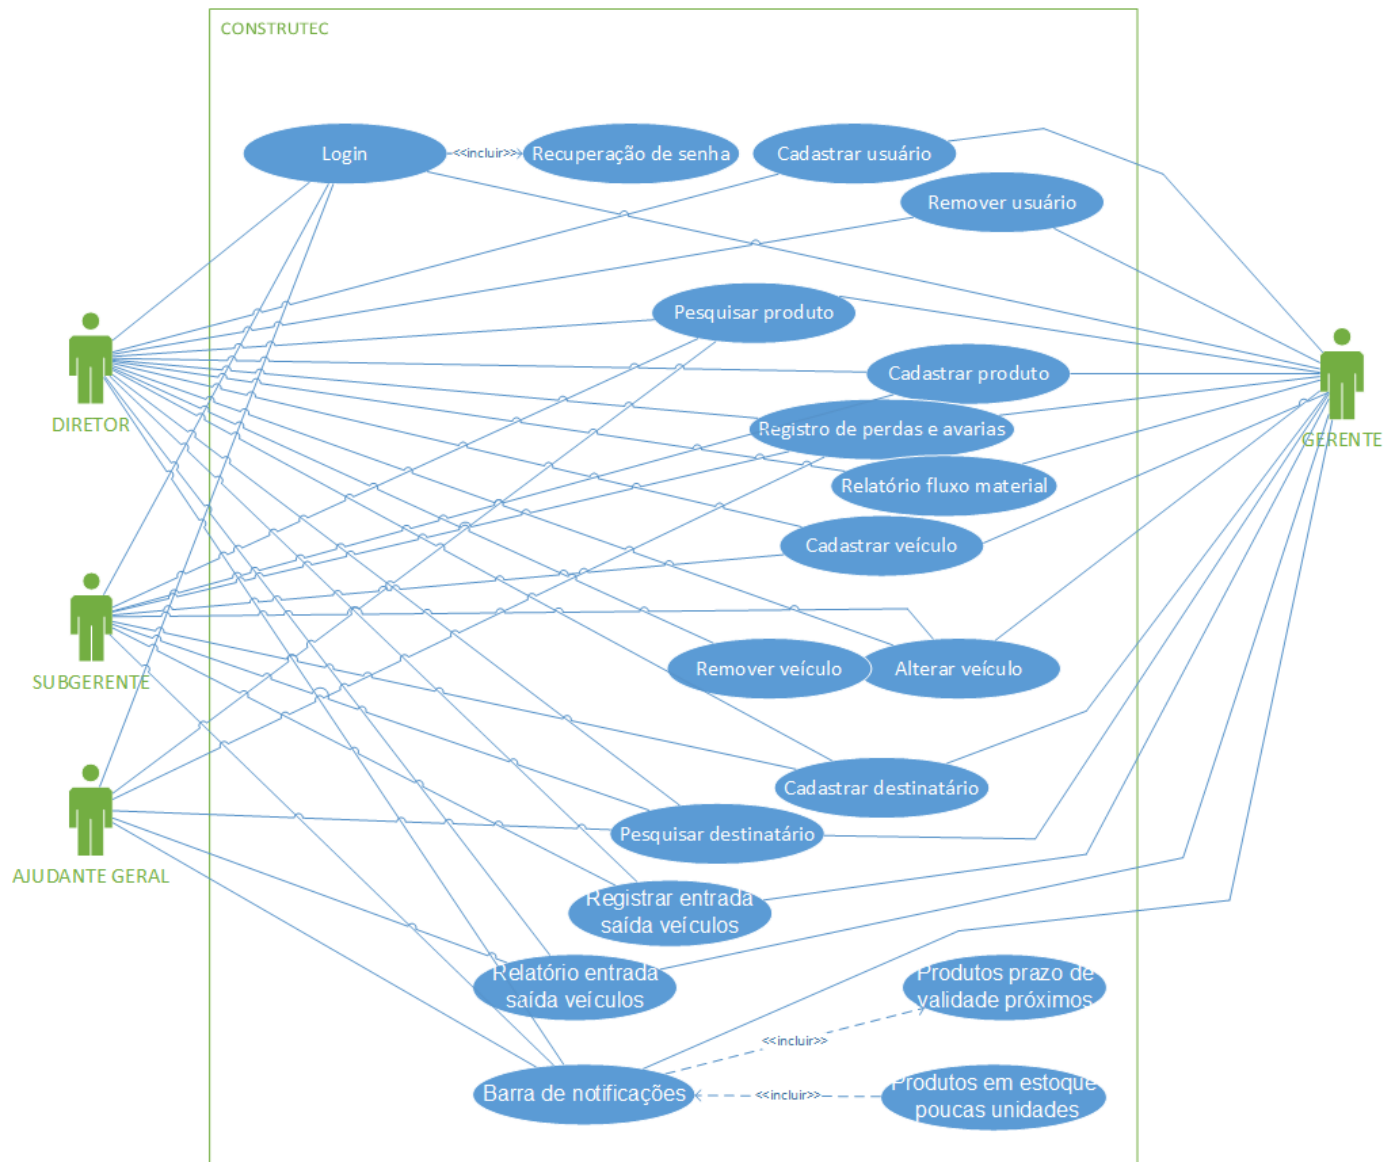 CONSTRUTEC
Login
<<incluir>>
Recuperação de senha
Cadastrar usuário
Remover usuário
Pesquisar produto
Cadastrar produto
DIRETOR
Registro de perdas e avarias
GERENTE
Relatório fluxo material
Cadastrar veículo
Remover veículo
Alterar veículo
SUBGERENTE
Cadastrar destinatário
Pesquisar destinatário
AJUDANTE GERAL
Registrar entrada
saída veículos
Relatório entrada
saída veículos
Produtos prazo de
validade próximos
<<incluir>>
Barra de notificações
<<incluir>>
Produtos em estoque
poucas unidades